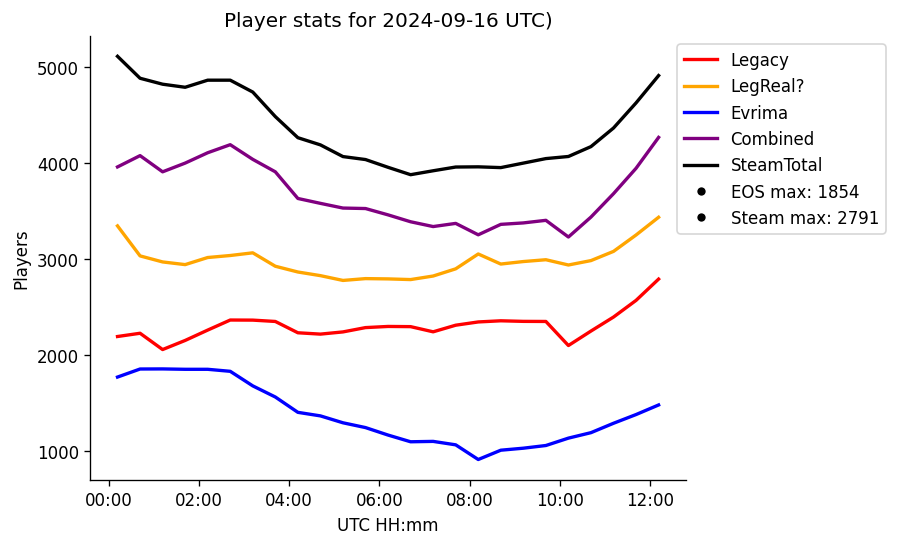 Player stats for 2024-09-16 UTC)
Legacy
LegReal?
Evrima
Combined
SteamTotal
EOS max: 1854
Steam max: 2791
Players
5000
4000
3000
2000
1000
00:00 02:00 04:00 06:00 08:00 10:00 12:00
UTC HH:mm